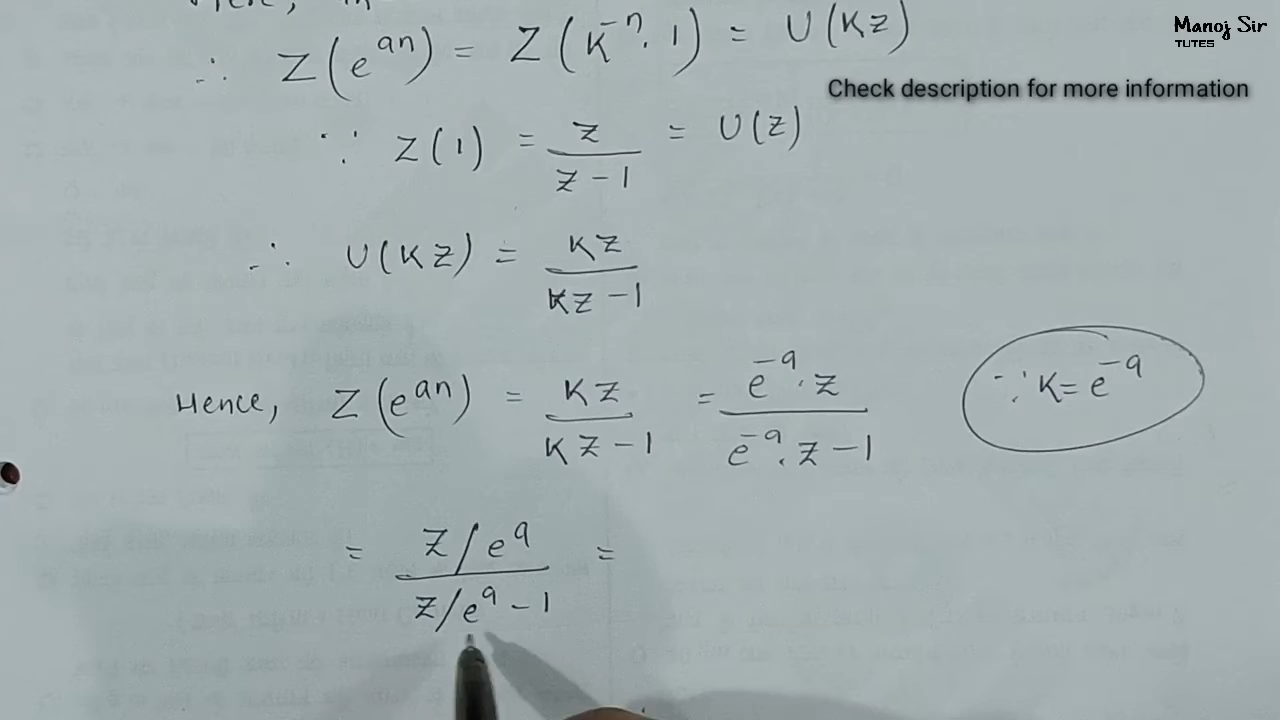 Manoj Sir
TUTES
∴ Z(e^{an}) = Z(K^{-n}. 1) = U(KZ)
Check description for more information
∵ Z(1) = z/(z-1) = U(z)
∴ U(KZ) = KZ/(KZ-1)
Hence, Z(e^{an}) = KZ/(KZ-1) = (e^{-a}.z)/(e^{-a}.z-1) ∵ K=e^{-a}
= (z/e^a)/(z/e^a -1) =